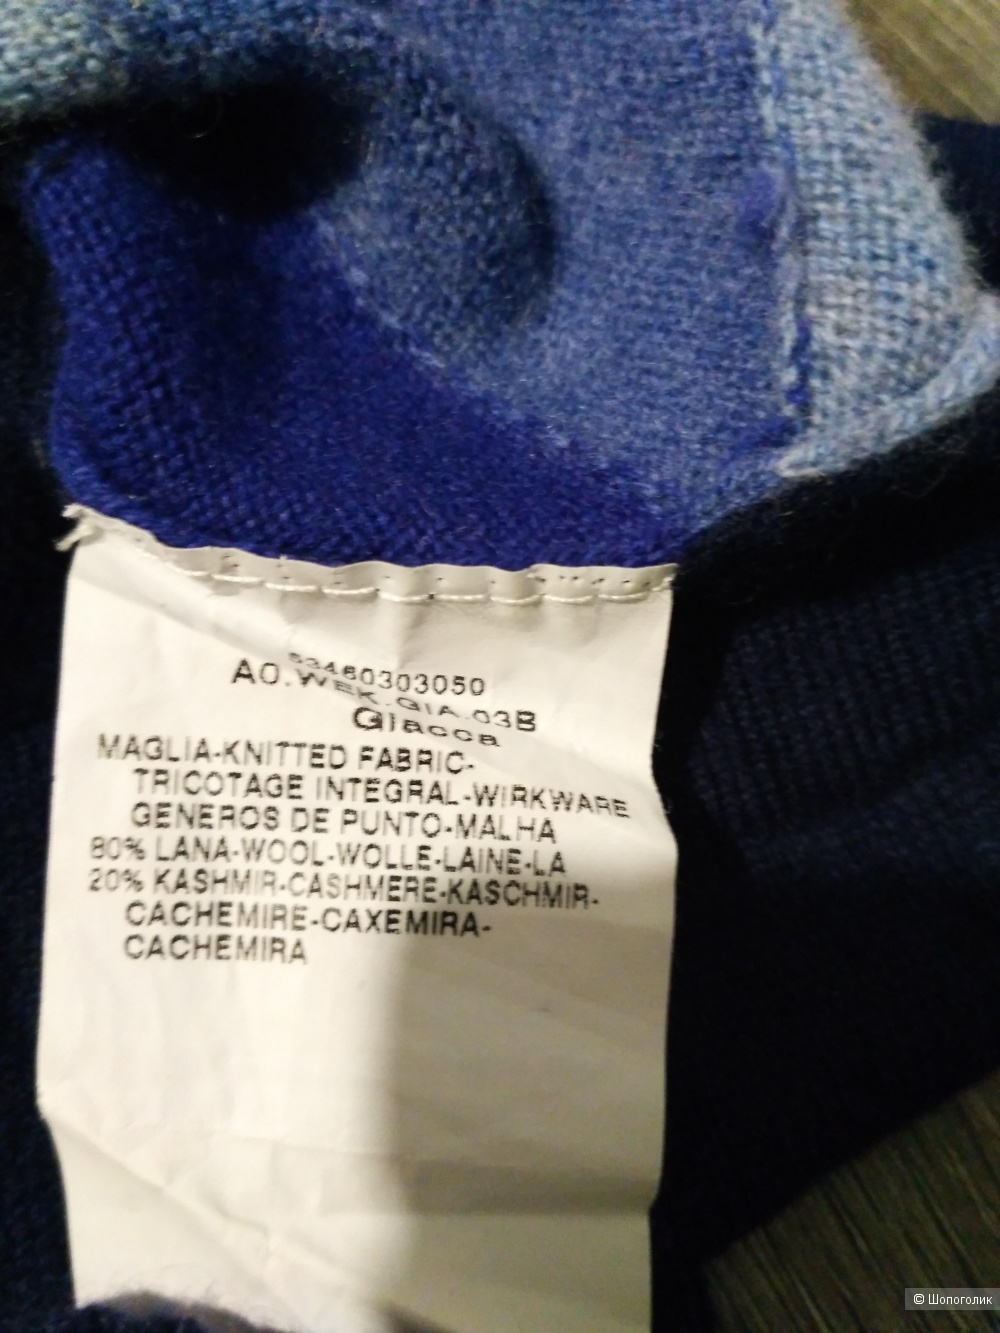 53460303050
A0.WEK.GIA.03B
Giacca
MAGLIA-KNITTED FABRIC-
TRICOTAGE INTEGRAL-WIRKWARE
GENEROS DE PUNTO-MALHA
80% LANA-WOOL-WOLLE-LAINE-LA
20% KASHMIR-CASHMERE-KASCHMIR-
CACHEMIRE-CAXEMIRA-
CACHEMIRA
© Шопоголик